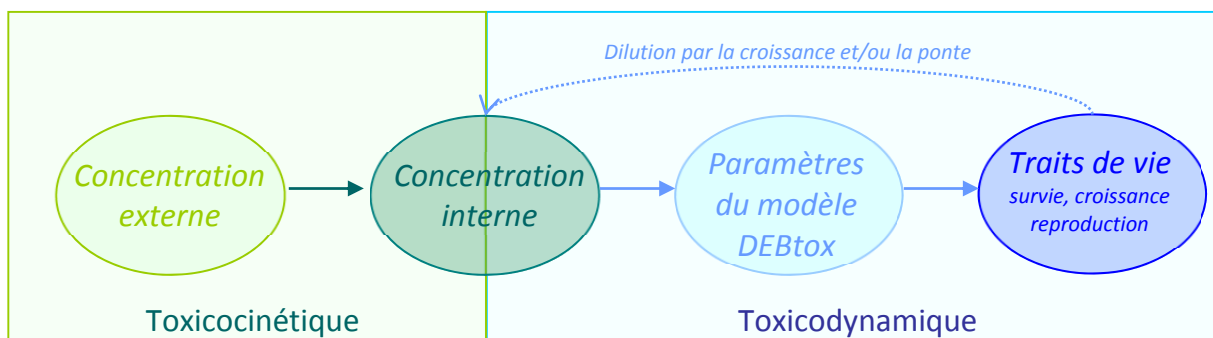 Dilution par la croissance et/ou la ponte
Concentration
externe
Concentration
interne
Paramètres
du modèle
DEBtox
Traits de vie
survie, croissance
reproduction
Toxicocinétique
Toxicodynamique